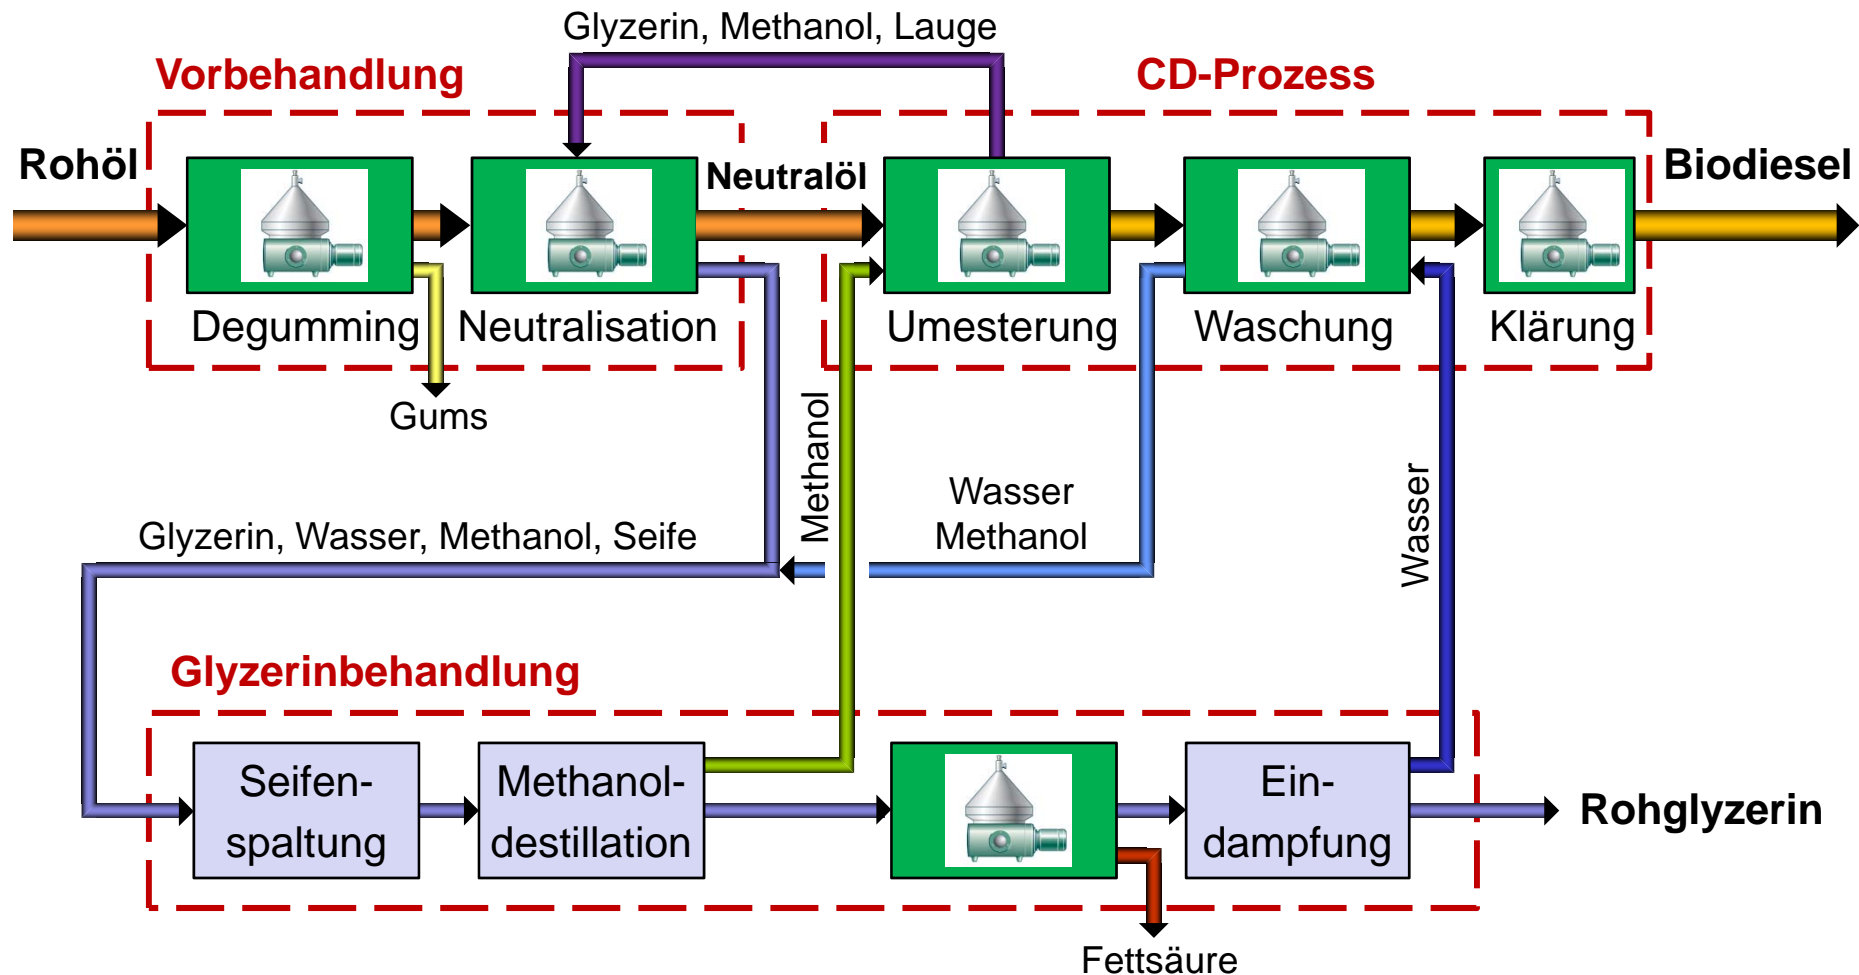 Glyzerin, Methanol, Lauge
Vorbehandlung
CD-Prozess
Rohöl
Neutralöl
Biodiesel
Degumming
Neutralisation
Umesterung
Waschung
Klärung
Gums
Methanol
Wasser
Methanol
Wasser
Glyzerin, Wasser, Methanol, Seife
Glyzerinbehandlung
Seifen-
spaltung
Methanol-
destillation
Ein-
dampfung
Rohglyzerin
Fettsäure